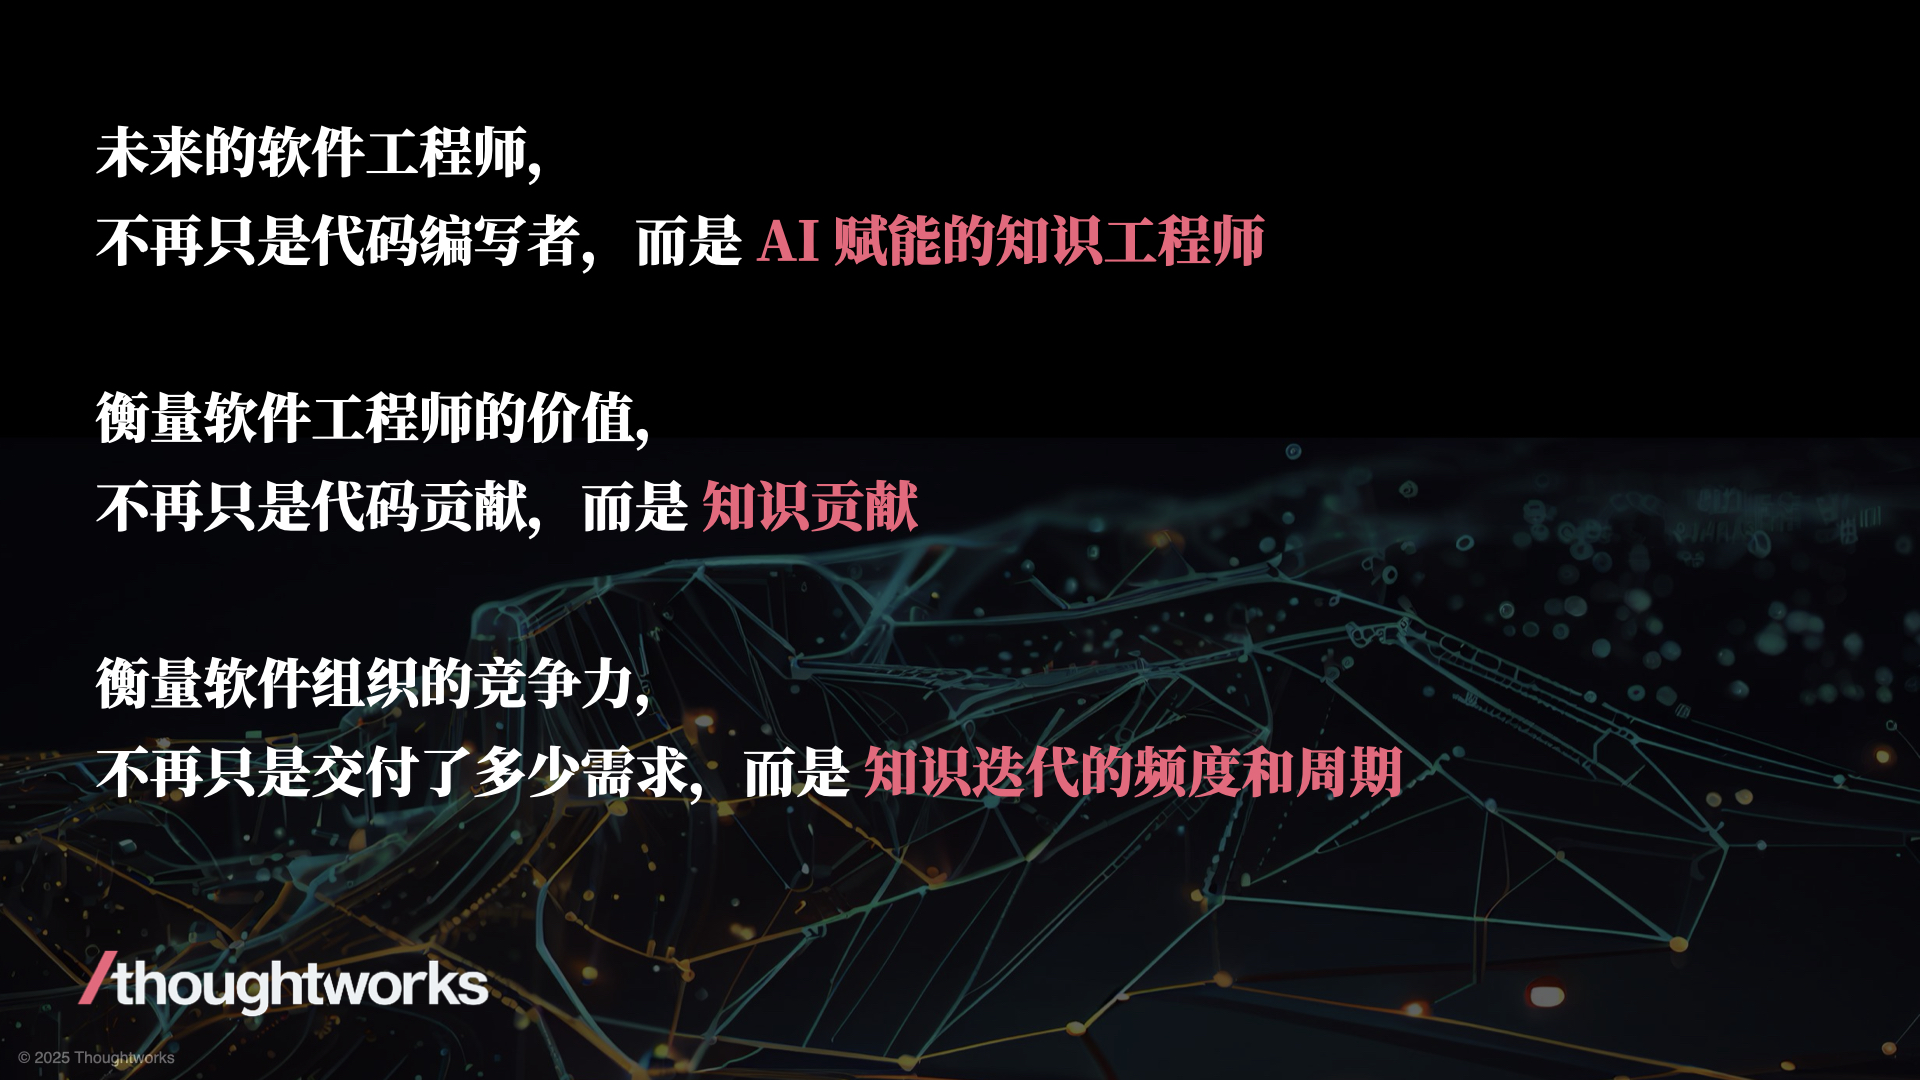 未来的软件工程师，
不再只是代码编写者，而是 AI 赋能的知识工程师
衡量软件工程师的价值，
不再只是代码贡献，而是 知识贡献
衡量软件组织的竞争力，
不再只是交付了多少需求，而是 知识迭代的频度和周期
/thoughtworks
© 2025 Thoughtworks